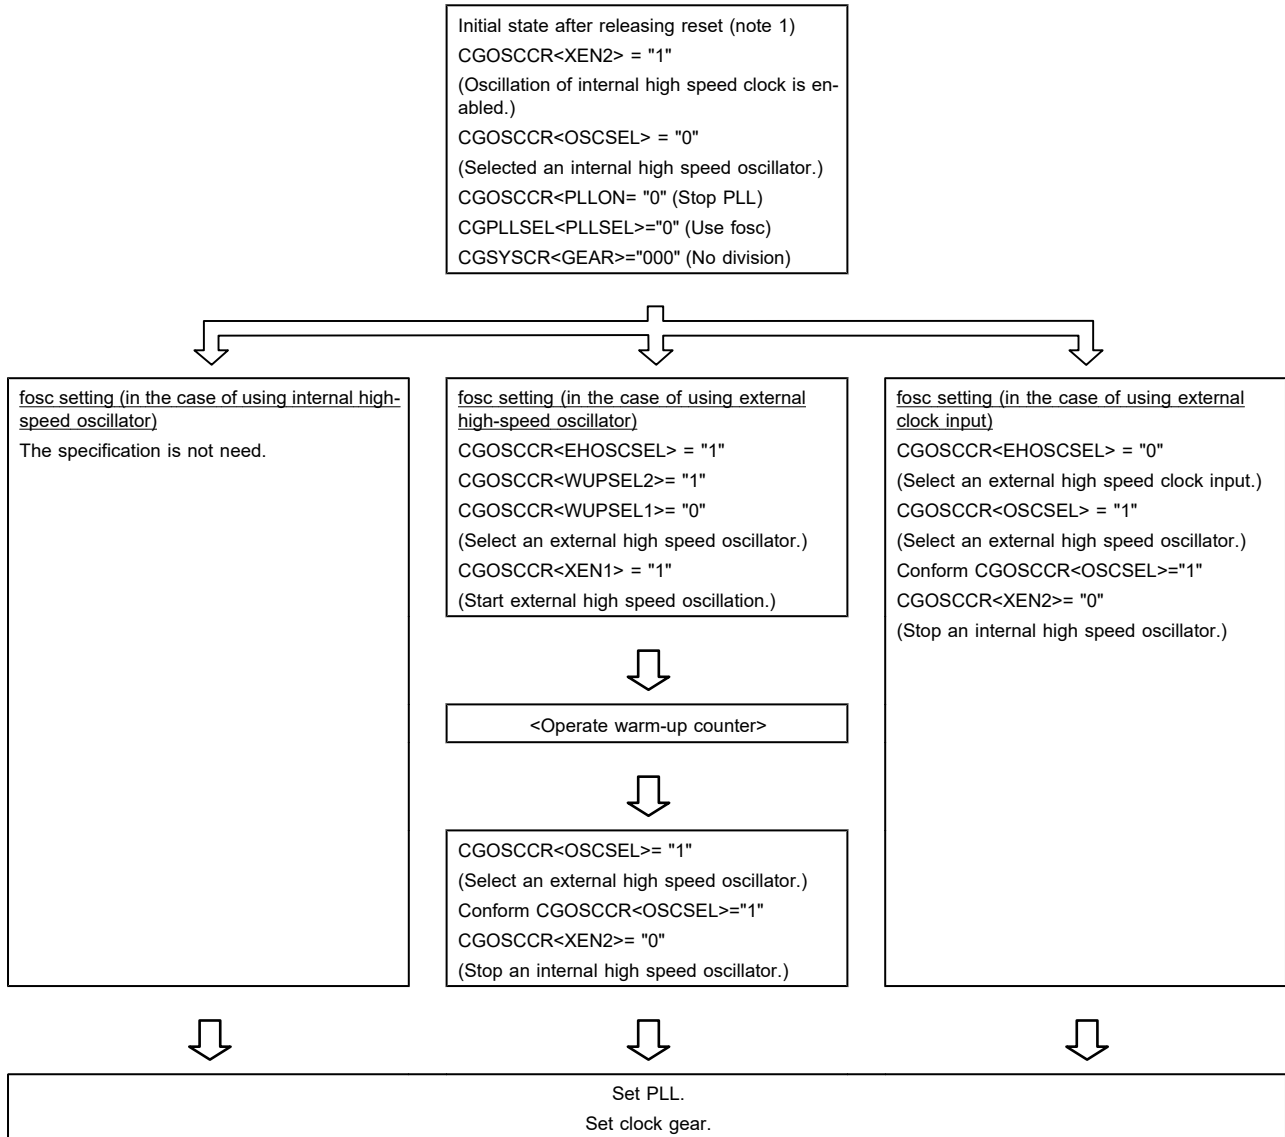 Initial state after releasing reset (note 1)
CGOSCCR<XEN2> = "1"
(Oscillation of internal high speed clock is en-
abled.)
CGOSCCR<OSCSEL> = "0"
(Selected an internal high speed oscillator.)
CGOSCCR<PLLON= "0" (Stop PLL)
CGPLLSEL<PLLSEL>="0" (Use fosc)
CGSYSCR<GEAR>="000" (No division)
fosc setting (in the case of using internal high-
speed oscillator)
The specification is not need.
fosc setting (in the case of using external
high-speed oscillator)
CGOSCCR<EHOSCSEL> = "1"
CGOSCCR<WUPSEL2>= "1"
CGOSCCR<WUPSEL1>= "0"
(Select an external high speed oscillator.)
CGOSCCR<XEN1> = "1"
(Start external high speed oscillation.)
<Operate warm-up counter>
CGOSCCR<OSCSEL>= "1"
(Select an external high speed oscillator.)
Conform CGOSCCR<OSCSEL>="1"
CGOSCCR<XEN2>= "0"
(Stop an internal high speed oscillator.)
fosc setting (in the case of using external
clock input)
CGOSCCR<EHOSCSEL> = "0"
(Select an external high speed clock input.)
CGOSCCR<OSCSEL> = "1"
(Select an external high speed oscillator.)
Conform CGOSCCR<OSCSEL>="1"
CGOSCCR<XEN2>= "0"
(Stop an internal high speed oscillator.)
Set PLL.
Set clock gear.